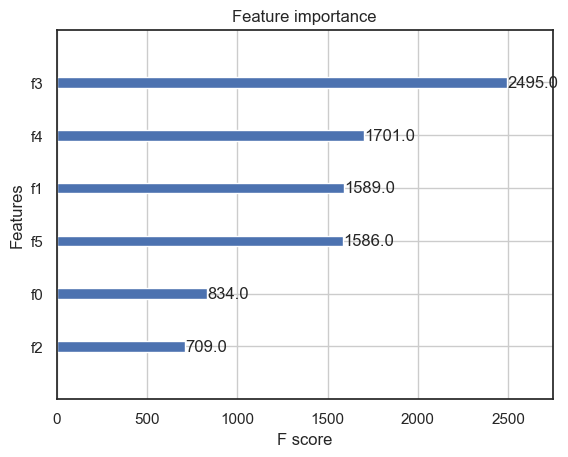 Feature importance
Features
f3
2495.0
f4
1701.0
f1
1589.0
f5
1586.0
f0
834.0
f2
709.0
0 500 1000 1500 2000 2500
F score